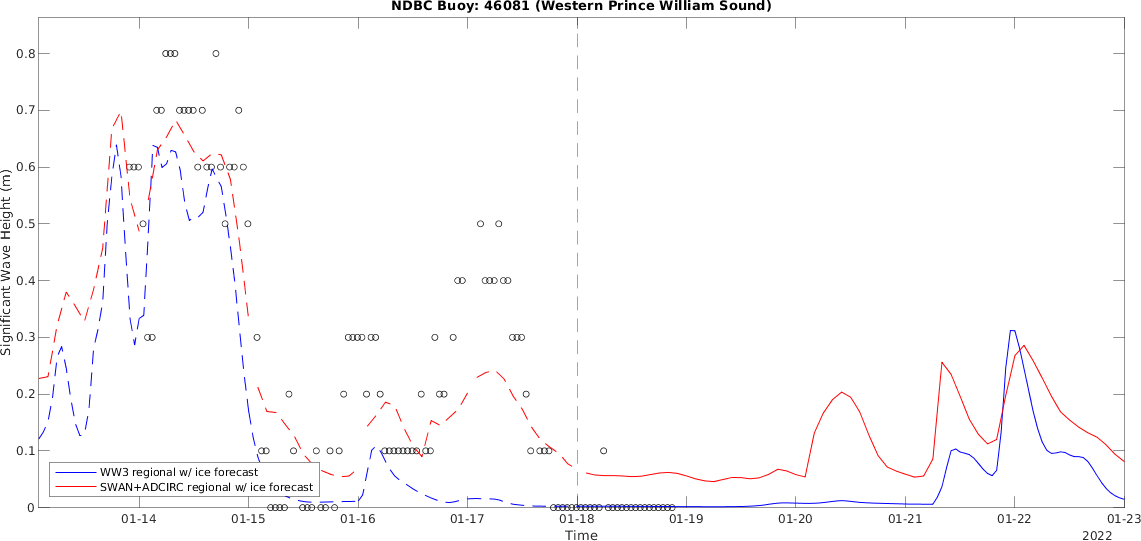 NDBC Buoy: 46081 (Western Prince William Sound)
Significant Wave Height (m)
0.8
0.7
0.6
0.5
0.4
0.3
0.2
0.1
0
WW3 regional w/ ice forecast
SWAN+ADCIRC regional w/ ice forecast
01-14 01-15 01-16 01-17 01-18 01-19 01-20 01-21 01-22 01-23
Time
2022